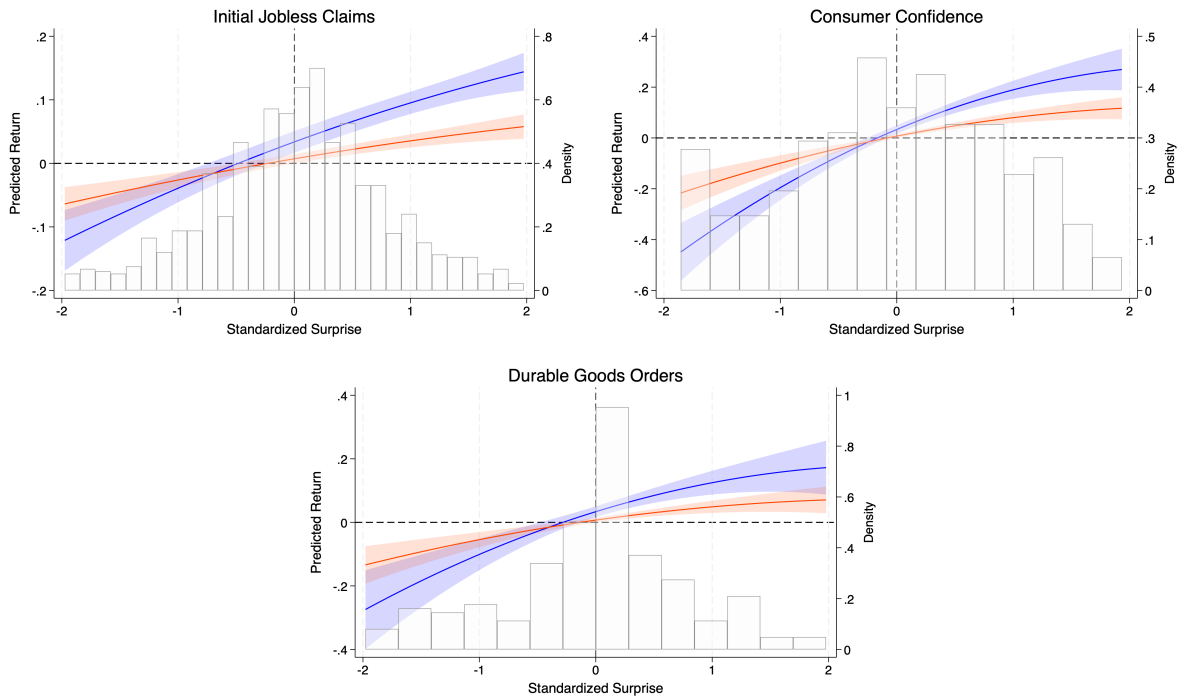 Initial Jobless Claims
Predicted Return
.2
.1
0
-.1
-.2
.8
.6
.4
.2
0
Density
-2 -1 0 1 2
Standardized Surprise
Consumer Confidence
Predicted Return
.4
.2
0
-.2
-.4
-.6
.5
.4
.3
.2
.1
0
Density
-2 -1 0 1 2
Standardized Surprise
Durable Goods Orders
Predicted Return
.4
.2
0
-.2
-.4
1
.8
.6
.4
.2
0
Density
-2 -1 0 1 2
Standardized Surprise